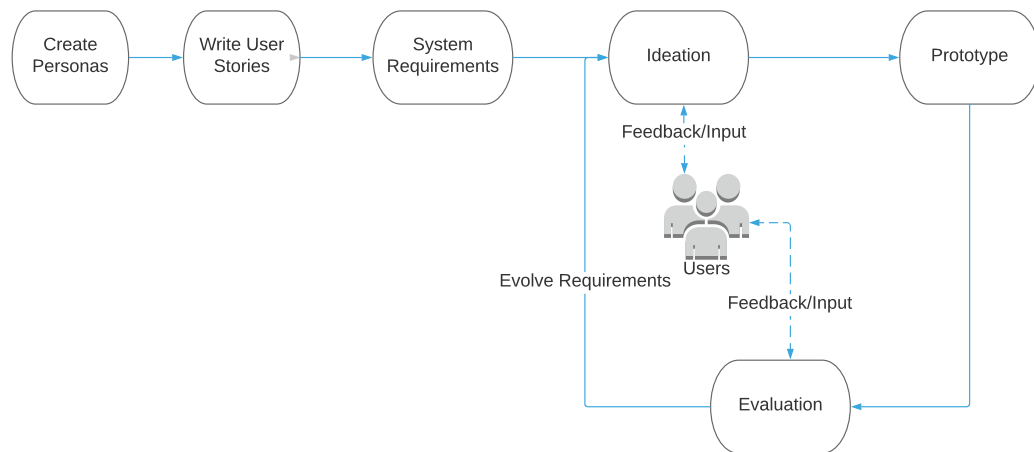 Create
Personas
Write User
Stories
System
Requirements
Ideation
Prototype
Feedback/Input
Users
Evolve Requirements
Feedback/Input
Evaluation